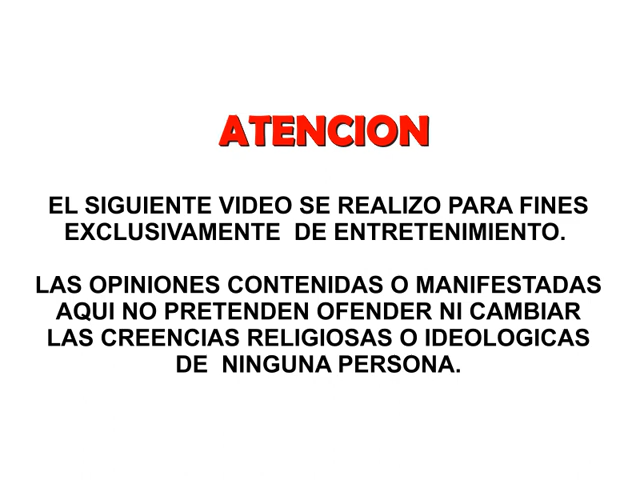 ATENCION
EL SIGUIENTE VIDEO SE REALIZO PARA FINES
EXCLUSIVAMENTE DE ENTRETENIMIENTO.
LAS OPINIONES CONTENIDAS O MANIFESTADAS
AQUI NO PRETENDEN OFENDER NI CAMBIAR
LAS CREENCIAS RELIGIOSAS O IDEOLOGICAS
DE NINGUNA PERSONA.